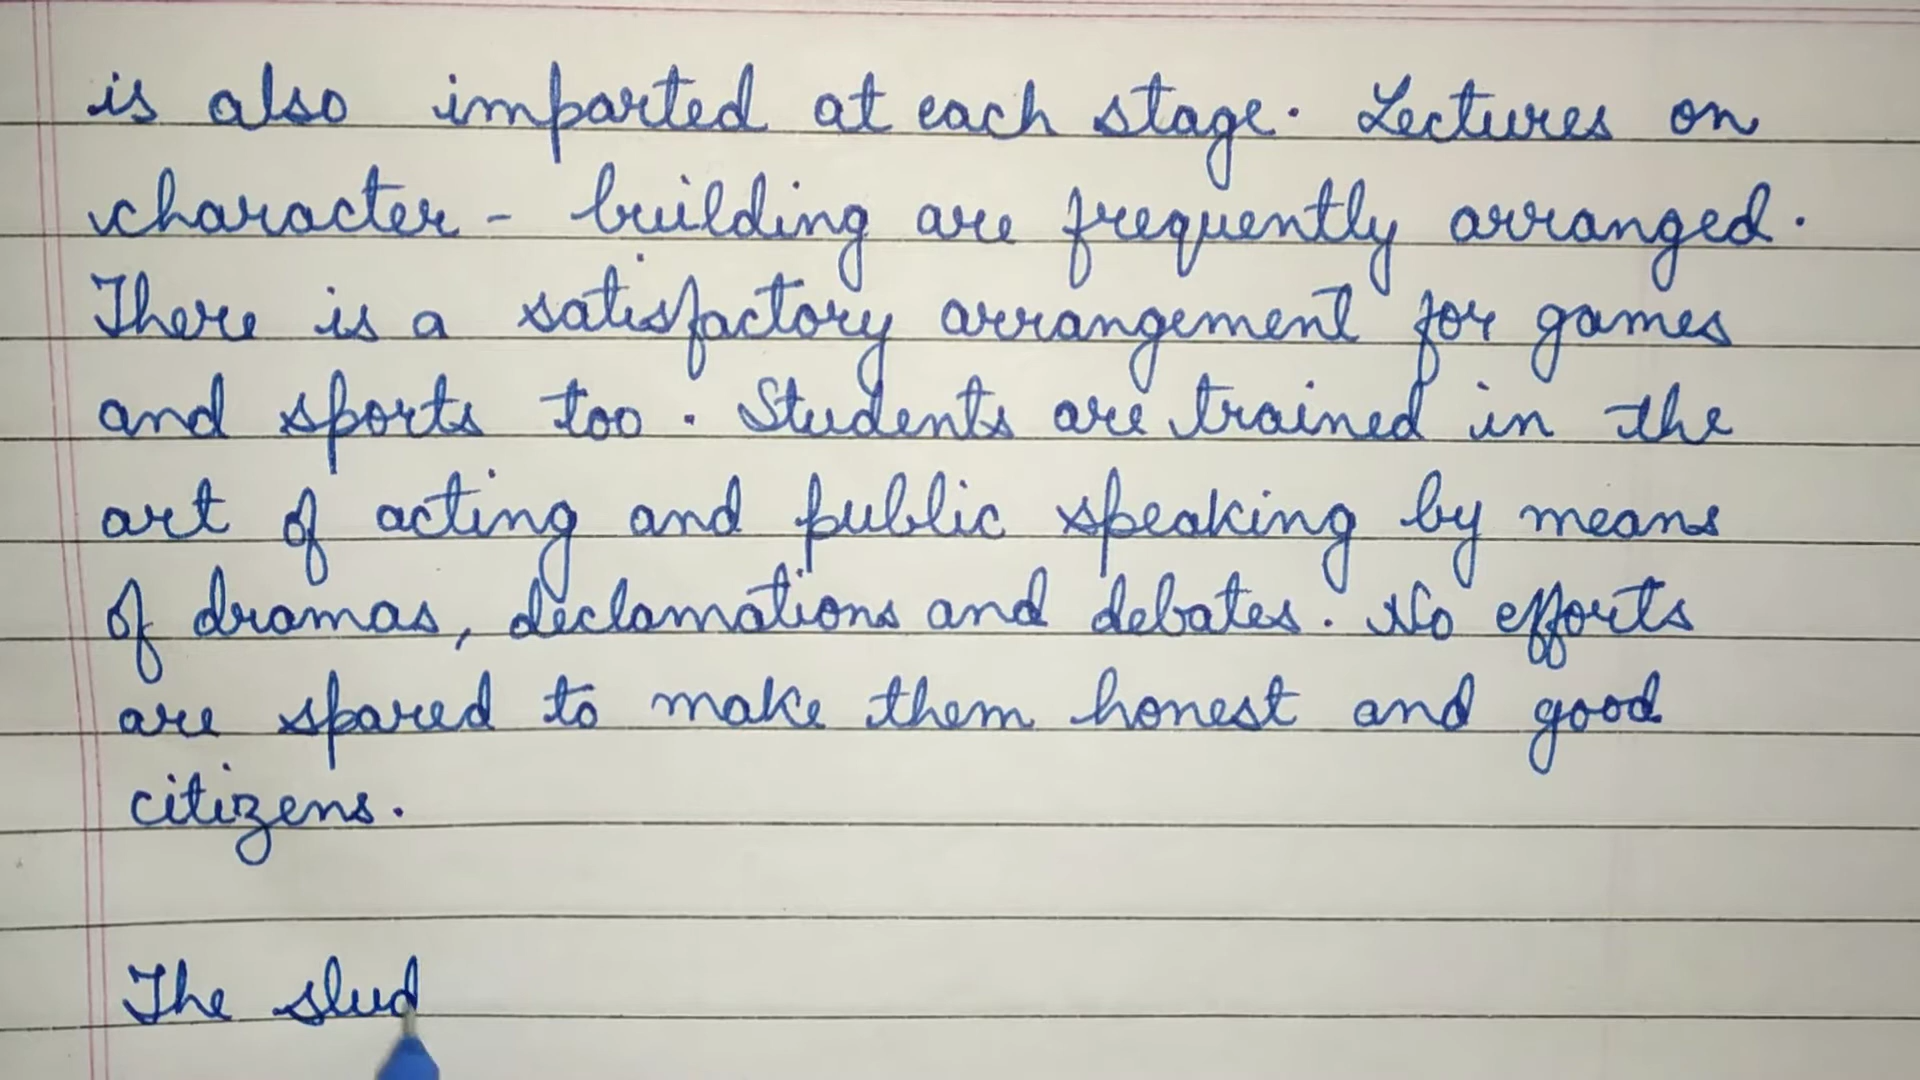 is also imparted at each stage. Lectures on
character - building are frequently arranged.
There is a satisfactory arrangement for games
and sports too. Students are trained in the
art of acting and public speaking by means
of dramas, declamations and debates. No efforts
are spared to make them honest and good
citizens.
The stud